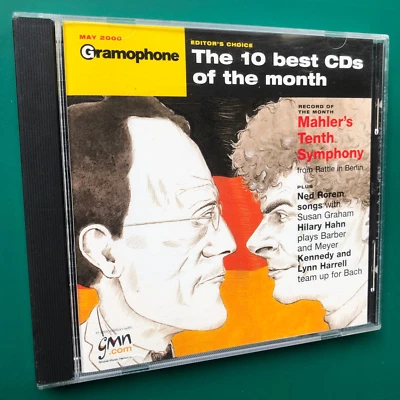 MAY 2000
Gramophone
EDITOR'S CHOICE
The 10 best CDs
of the month
RECORD OF
THE MONTH
Mahler's
Tenth
Symphony
from Rattle in Berlin
PLUS
Ned Rorem
songs with
Susan Graham
Hilary Hahn
plays Barber
and Meyer
Kennedy and
Lynn Harrell
team up for Bach
with
gmn
.com